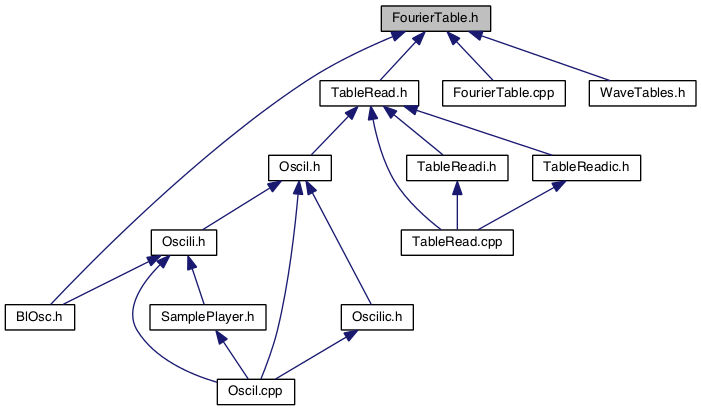 FourierTable.h
TableRead.h
FourierTable.cpp
WaveTables.h
Oscil.h
TableReadi.h
TableReadic.h
Oscili.h
TableRead.cpp
BlOsc.h
SamplePlayer.h
Oscilic.h
Oscil.cpp